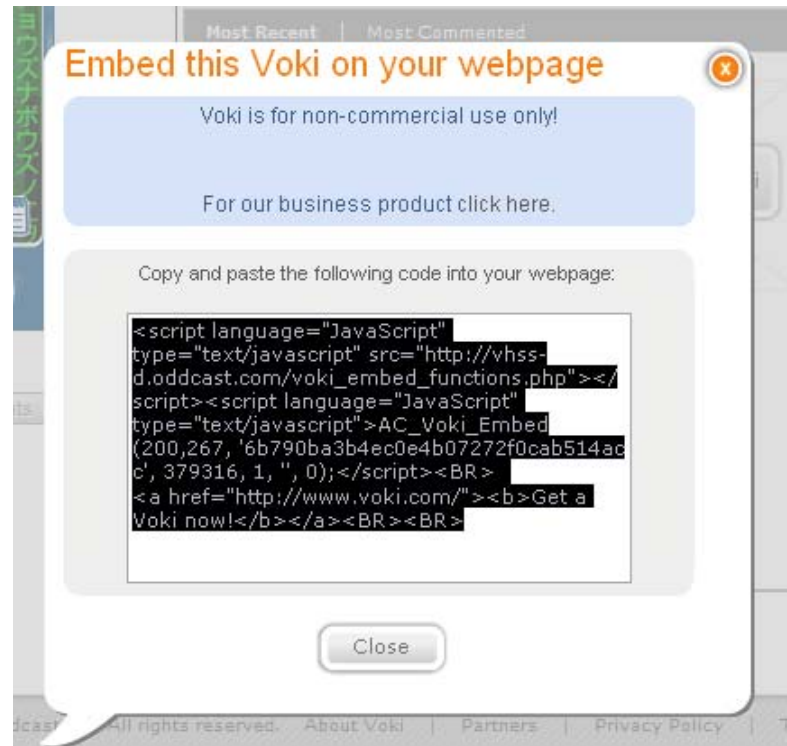 Most Recent | Most Commented
Embed this Voki on your webpage
x
Voki is for non-commercial use only!
For our business product click here.
Copy and paste the following code into your webpage:
<script language="JavaScript"
type="text/javascript" src="http://vhss-
d.oddcast.com/voki_embed_functions.php"></
script><script language="JavaScript"
type="text/javascript">AC_Voki_Embed
(200,267, '6b790ba3b4ec0e4b07272f0cab514ac
c', 379316, 1, '', 0);</script><BR>
<a href="http://www.voki.com/"><b>Get a
Voki now!</b></a><BR><BR>
Close
All rights reserved. About Voki | Partners | Privacy Policy |